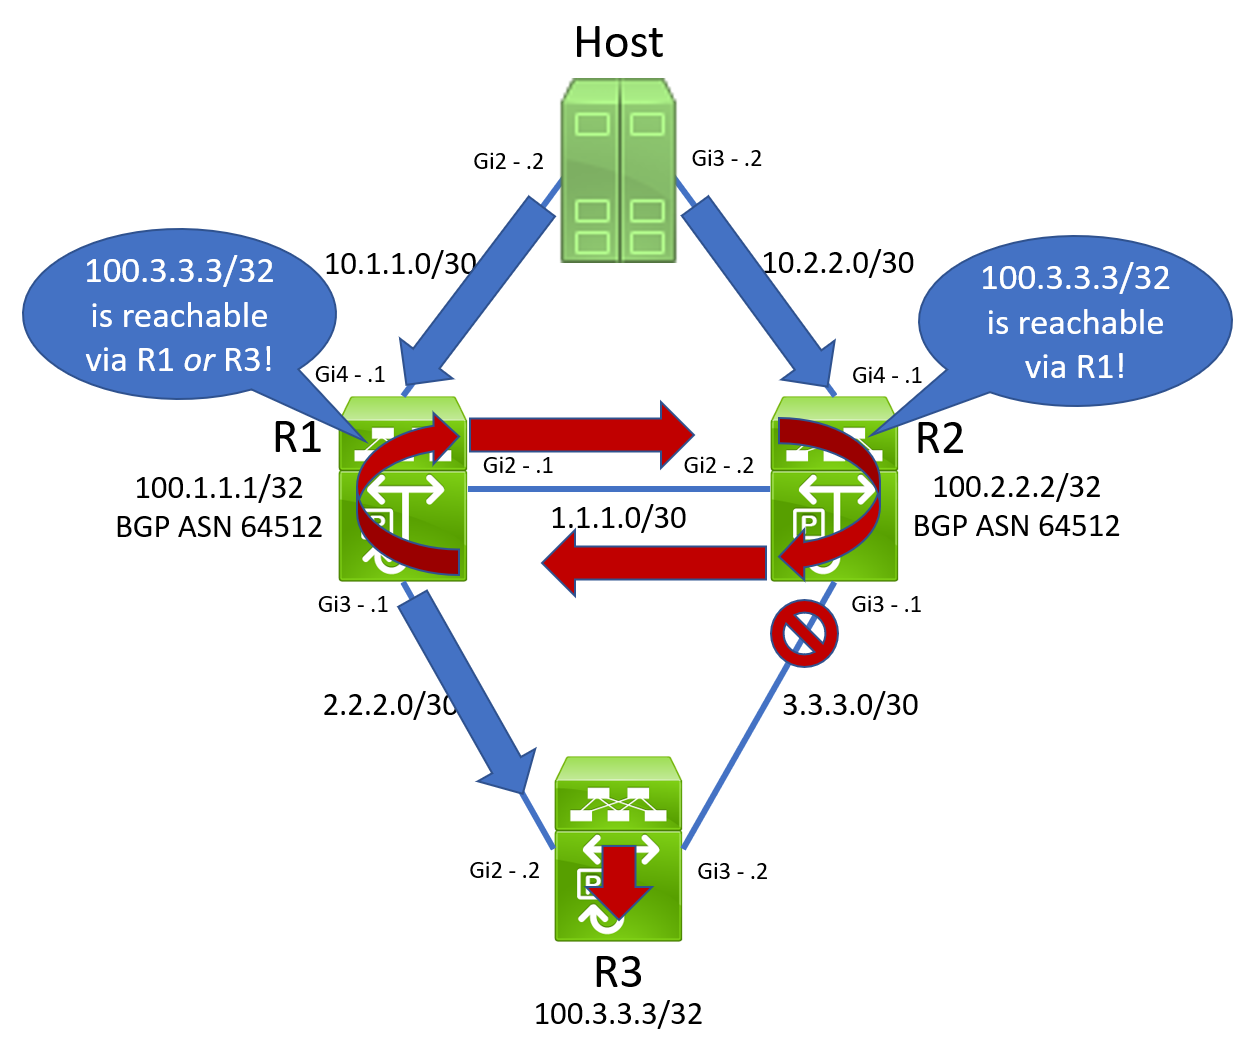 Host
Gi2 - .2
Gi3 - .2
10.1.1.0/30
10.2.2.0/30
100.3.3.3/32
is reachable
via R1 or R3!
100.3.3.3/32
is reachable
via R1!
Gi4 - .1
Gi4 - .1
R1
100.1.1.1/32
BGP ASN 64512
Gi2 - .1
Gi2 - .2
1.1.1.0/30
R2
100.2.2.2/32
BGP ASN 64512
P
P
Gi3 - .1
Gi3 - .1
2.2.2.0/30
3.3.3.0/30
Gi2 - .2
Gi3 - .2
P
R3
100.3.3.3/32